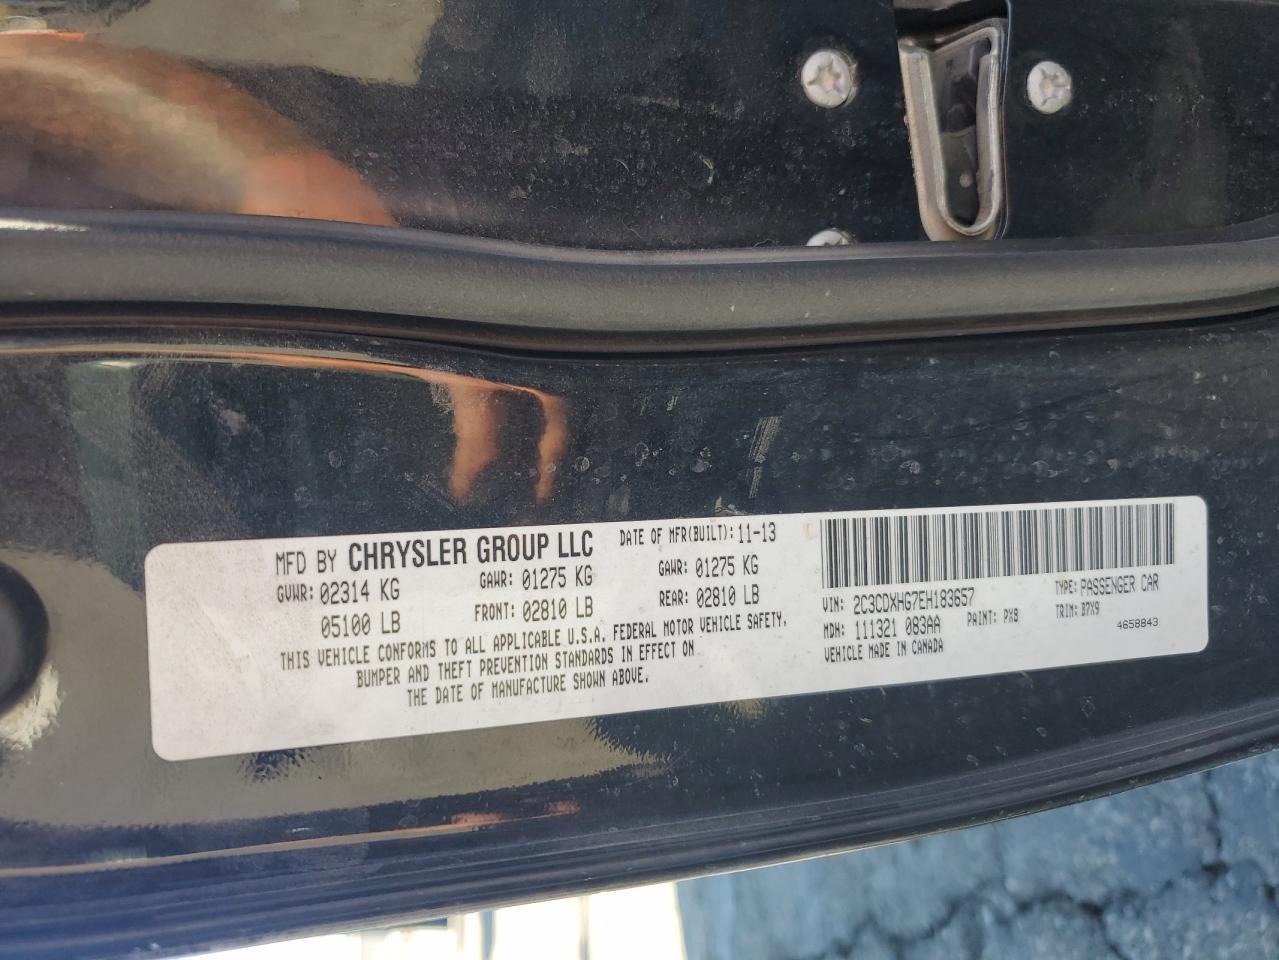 MFD BY CHRYSLER GROUP LLC DATE OF MFR(BUILT): 11-13
GVWR: 02314 KG GAWR: 01275 KG GAWR: 01275 KG
05100 LB FRONT: 02810 LB REAR: 02810 LB
THIS VEHICLE CONFORMS TO ALL APPLICABLE U.S.A. FEDERAL MOTOR VEHICLE SAFETY,
BUMPER AND THEFT PREVENTION STANDARDS IN EFFECT ON
THE DATE OF MANUFACTURE SHOWN ABOVE.
VIN: 2C3CDXHG7EH183657 TYPE: PASSENGER CAR
MDH: 111321 083AA PAINT: PX8 TRIM: B7X9
VEHICLE MADE IN CANADA 4658843